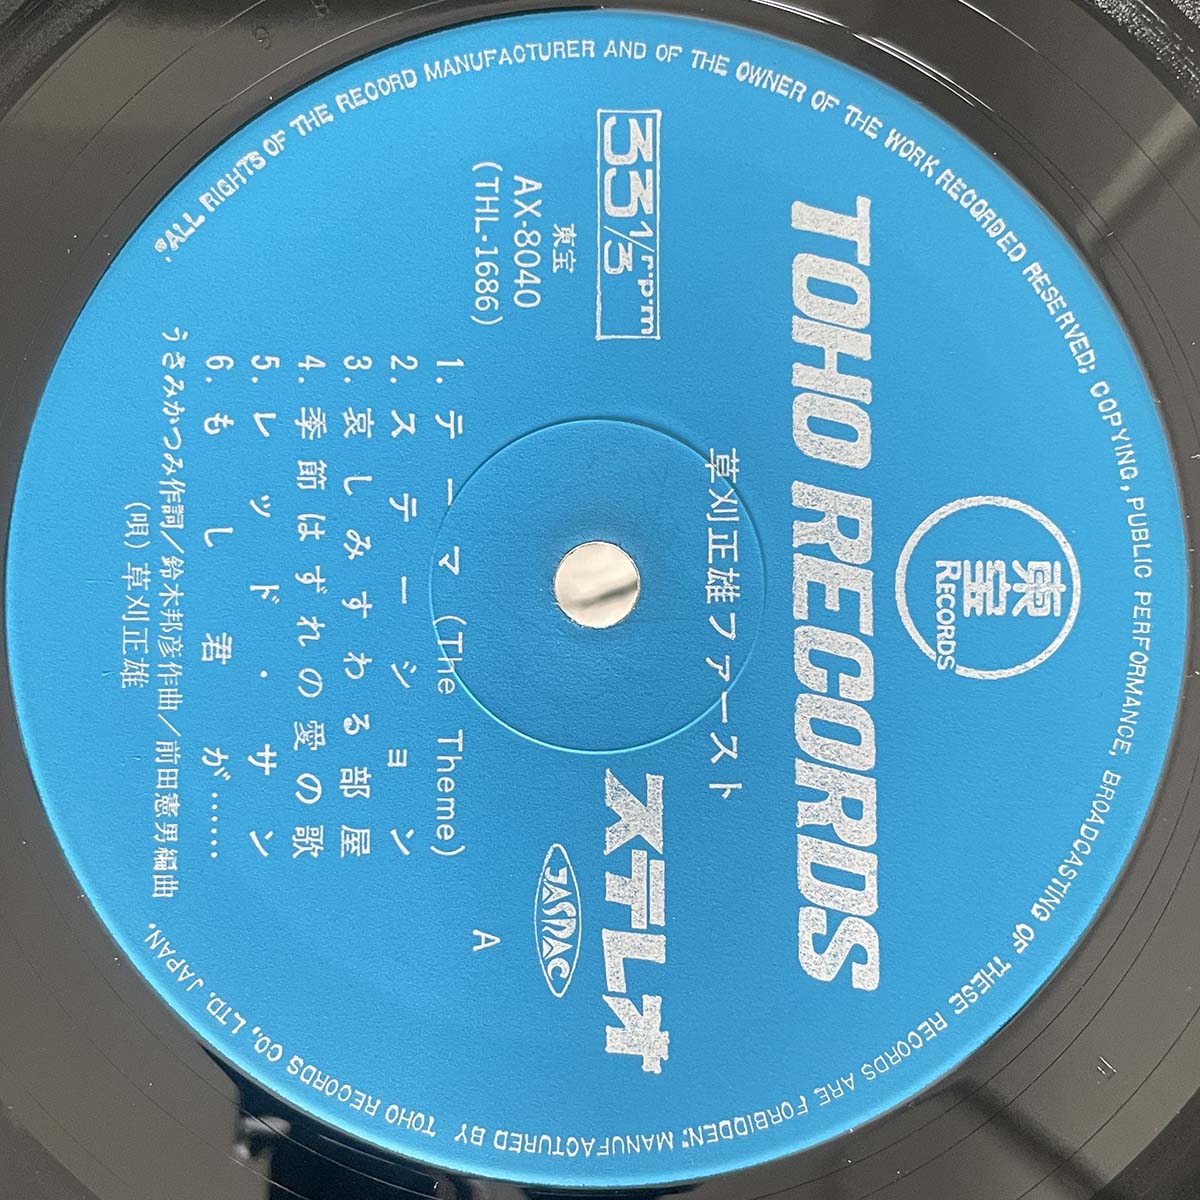 東宝
RECORDS
TOHO RECORDS
草刈正雄ファースト
33 1/3 r.p.m
ステレオ
東宝
AX-8040
(THL-1686)
JASRAC
A
1. テーマ (The Theme)
2. ステーション
3. 哀しみすわる部屋
4. 季節はずれの愛の歌
5. レッド・サン
6. もし君が……
うさみかつみ作詞／鈴木邦彦作曲／前田憲男編曲
(唄) 草刈正雄
"ALL RIGHTS OF THE RECORD MANUFACTURER AND OF THE OWNER OF THE WORK RECORDED RESERVED; COPYING, PUBLIC PERFORMANCE, BROADCASTING OF THESE RECORDS ARE FORBIDDEN." MANUFACTURED BY TOHO RECORDS CO., LTD. JAPAN.